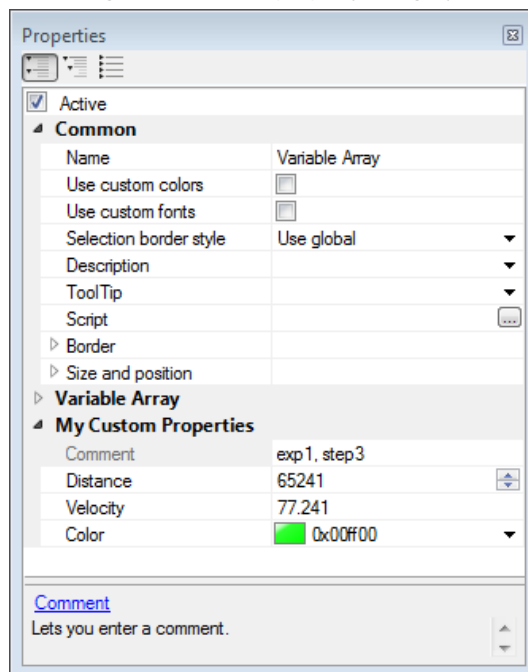 Properties
Active
Common
Name Variable Array
Use custom colors
Use custom fonts
Selection border style Use global
Description
ToolTip
Script ...
Border
Size and position
Variable Array
My Custom Properties
Comment exp1, step3
Distance 65241
Velocity 77.241
Color 0x00ff00
Comment
Lets you enter a comment.